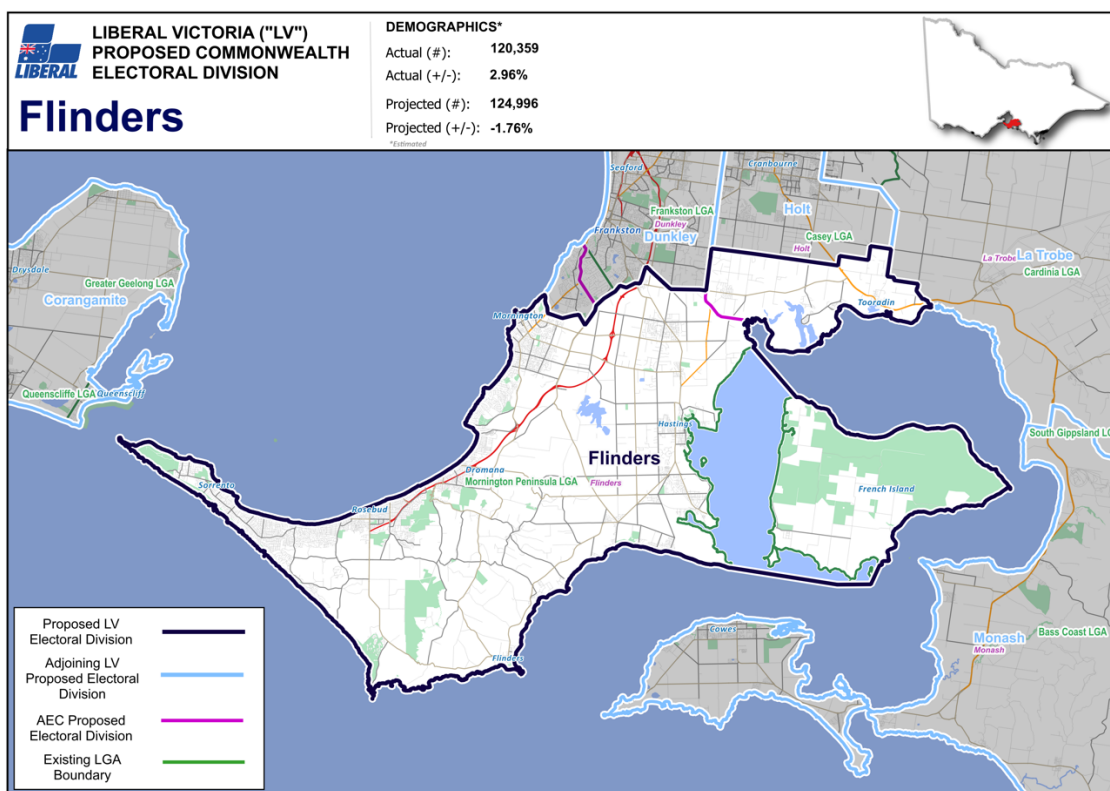 LIBERAL
LIBERAL VICTORIA ("LV")
PROPOSED COMMONWEALTH
ELECTORAL DIVISION
Flinders
DEMOGRAPHICS*
Actual (#): 120,359
Actual (+/-): 2.96%
Projected (#): 124,996
Projected (+/-): -1.76%
*Estimated
Seaford
Cranbourne
Frankston LGA
Dunkley
Dunkley
Holt
Frankston
Casey LGA
Holt
La Trobe
La Trobe
Cardinia LGA
Drysdale
Greater Geelong LGA
Corangamite
Tooradin
Mornington
Queenscliffe LGA
Queenscliff
Hastings
South Gippsland LG
Flinders
Dromana
Mornington Peninsula LGA
Flinders
Sorrento
French Island
Rosebud
Cowes
Monash
Bass Coast LGA
Monash
Flinders
Proposed LV
Electoral Division
Adjoining LV
Proposed Electoral
Division
AEC Proposed
Electoral Division
Existing LGA
Boundary